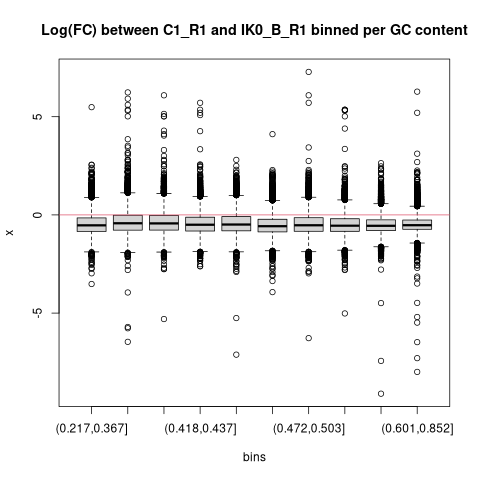 Log(FC) between C1_R1 and IK0_B_R1 binned per GC content
5
0
-5
x
(0.217,0.367]
(0.418,0.437]
(0.472,0.503]
(0.601,0.852]
bins